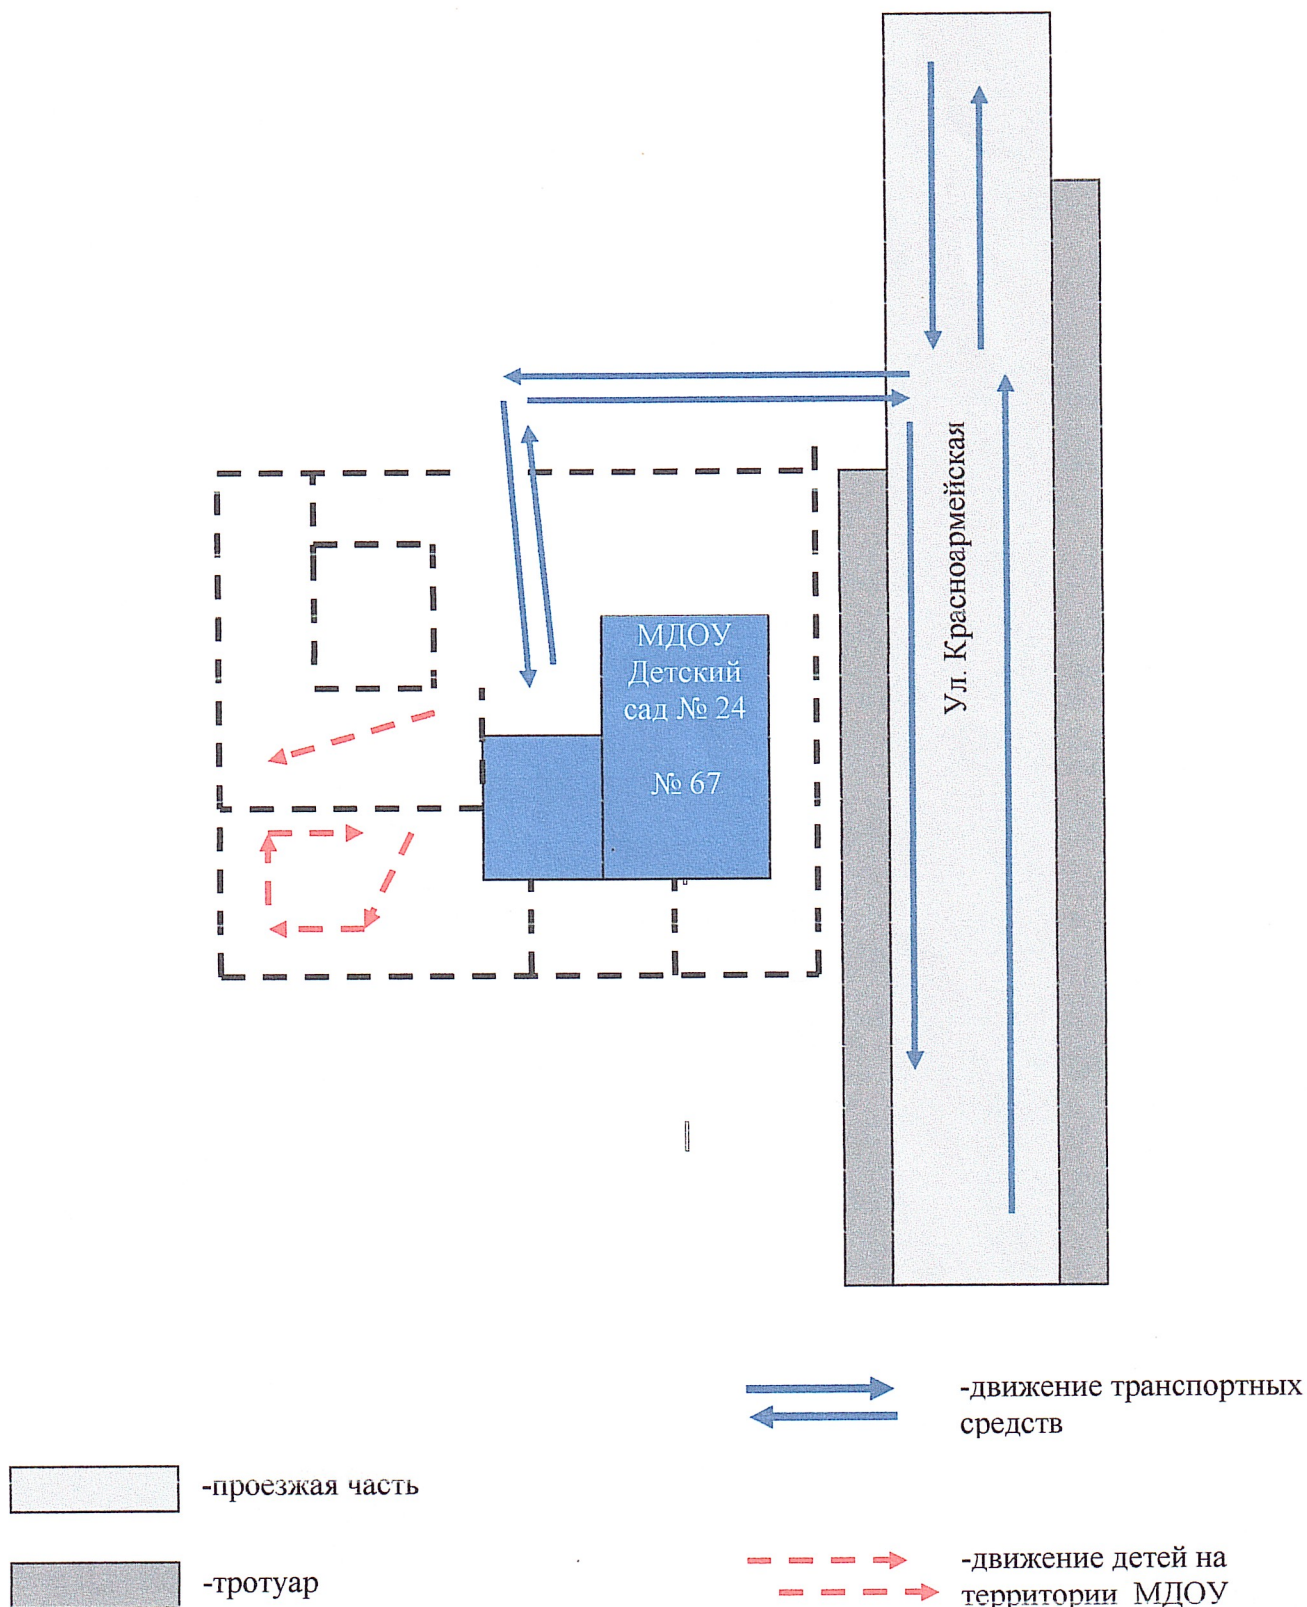 Ул. Красноармейская
МДОУ
Детский
сад № 24
№ 67
-движение транспортных
средств
-проезжая часть
-тротуар
-движение детей на
территории МДОУ